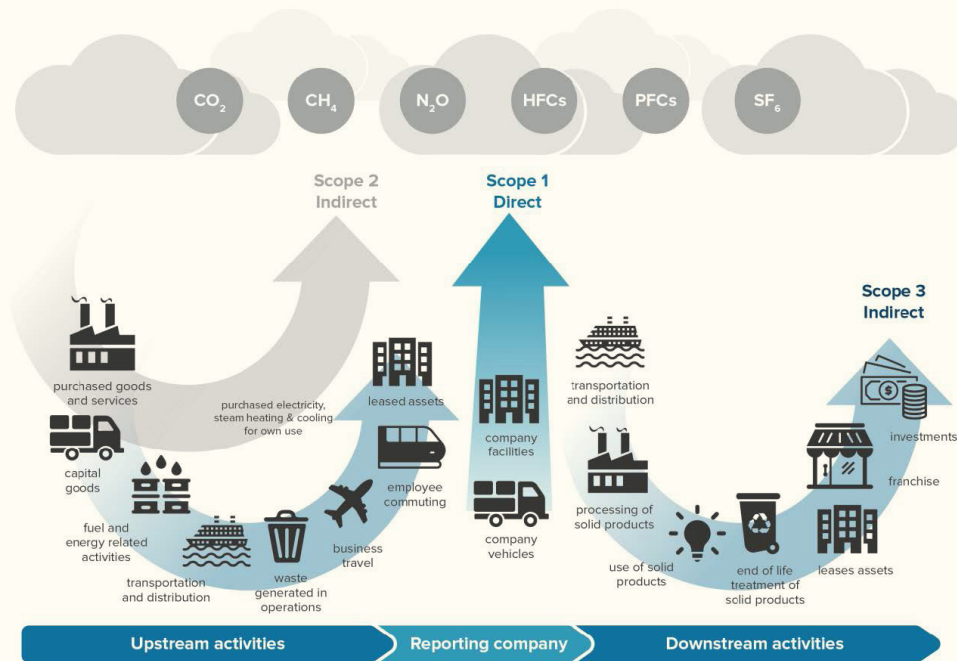 CO₂
CH₄
N₂O
HFCs
PFCs
SF₆
Scope 2
Indirect
Scope 1
Direct
Scope 3
Indirect
purchased goods
and services
capital
goods
fuel and
energy related
activities
transportation
and distribution
waste
generated in
operations
business
travel
employee
commuting
leased assets
purchased electricity,
steam heating & cooling
for own use
company
facilities
company
vehicles
transportation
and distribution
processing of
solid products
use of solid
products
end of life
treatment of
solid products
leases assets
franchise
investments
Upstream activities
Reporting company
Downstream activities